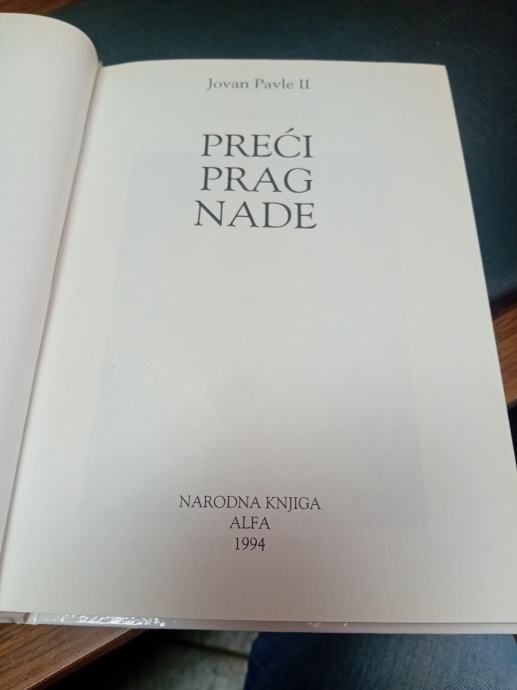 Jovan Pavle II
PREĆI
PRAG
NADE
NARODNA KNJIGA
ALFA
1994